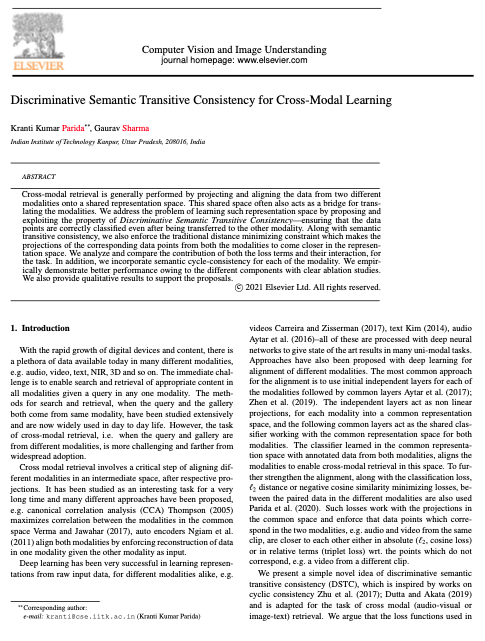 ELSEVIER
Computer Vision and Image Understanding
journal homepage: www.elsevier.com
Discriminative Semantic Transitive Consistency for Cross-Modal Learning
Kranti Kumar Parida**, Gaurav Sharma
Indian Institute of Technology Kanpur, Uttar Pradesh, 208016, India
ABSTRACT
Cross-modal retrieval is generally performed by projecting and aligning the data from two different
modalities onto a shared representation space. This shared space often also acts as a bridge for trans-
lating the modalities. We address the problem of learning such representation space by proposing and
exploiting the property of Discriminative Semantic Transitive Consistency—ensuring that the data
points are correctly classified even after being transferred to the other modality. Along with semantic
transitive consistency, we also enforce the traditional distance minimizing constraint which makes the
projections of the corresponding data points from both the modalities to come closer in the represen-
tation space. We analyze and compare the contribution of both the loss terms and their interaction, for
the task. In addition, we incorporate semantic cycle-consistency for each of the modality. We empir-
ically demonstrate better performance owing to the different components with clear ablation studies.
We also provide qualitative results to support the proposals.
© 2021 Elsevier Ltd. All rights reserved.
1. Introduction
With the rapid growth of digital devices and content, there is
a plethora of data available today in many different modalities,
e.g. audio, video, text, NIR, 3D and so on. The immediate chal-
lenge is to enable search and retrieval of appropriate content in
all modalities given a query in any one modality. The meth-
ods for search and retrieval, when the query and the gallery
both come from same modality, have been studied extensively
and are now widely used in day to day life. However, the task
of cross-modal retrieval, i.e. when the query and gallery are
from different modalities, is more challenging and farther from
widespread adoption.
Cross modal retrieval involves a critical step of aligning dif-
ferent modalities in an intermediate space, after respective pro-
jections. It has been studied as an interesting task for a very
long time and many different approaches have been proposed,
e.g. canonical correlation analysis (CCA) Thompson (2005)
maximizes correlation between the modalities in the common
space Verma and Jawahar (2017), auto encoders Ngiam et al.
(2011) align both modalities by enforcing reconstruction of data
in one modality given the other modality as input.
Deep learning has been very successful in learning represen-
tations from raw input data, for different modalities alike, e.g.
**Corresponding author:
e-mail: kranti@cse.iitk.ac.in (Kranti Kumar Parida)
videos Carreira and Zisserman (2017), text Kim (2014), audio
Aytar et al. (2016)–all of these are processed with deep neural
networks to give state of the art results in many uni-modal tasks.
Approaches have also been proposed with deep learning for
alignment of different modalities. The most common approach
for the alignment is to use initial independent layers for each of
the modalities followed by common layers Aytar et al. (2017);
Zhen et al. (2019). The independent layers act as non linear
projections, for each modality into a common representation
space, and the following common layers act as the shared clas-
sifier working with the common representation space for both
modalities. The classifier learned in the common represen-
tation space with annotated data from both modalities, aligns the
modalities to enable cross-modal retrieval in this space. To fur-
ther strengthen the alignment, along with the classification loss,
ℓ2 distance or negative cosine similarity minimizing losses, be-
tween the paired data in the different modalities are also used
Parida et al. (2020). Such losses work with the projections in
the common space and enforce that data points which corre-
spond in the two modalities, e.g. audio and video from the same
clip, are closer to each other either in absolute (ℓ2, cosine loss)
or in relative terms (triplet loss) wrt. the points which do not
correspond, e.g. a video from a different clip.
We present a simple novel idea of discriminative semantic
transitive consistency (DSTC), which is inspired by works on
cyclic consistency Zhu et al. (2017); Dutta and Akata (2019)
and is adapted for the task of cross modal (audio-visual or
image-text) retrieval. We argue that the loss functions used in